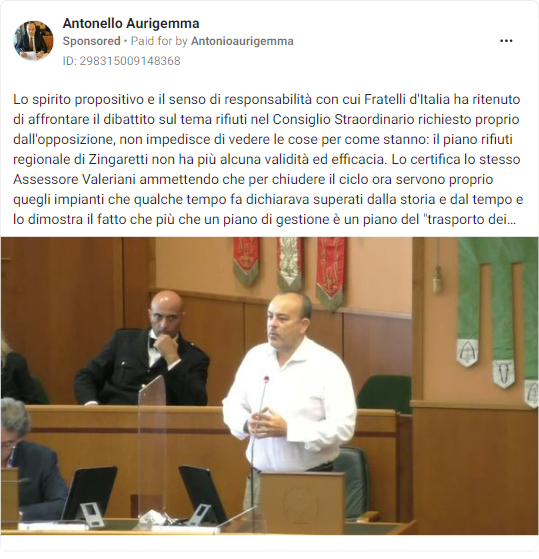 Antonello Aurigemma
Sponsored • Paid for by Antonioaurigemma
ID: 298315009148368
Lo spirito propositivo e il senso di responsabilità con cui Fratelli d'Italia ha ritenuto
di affrontare il dibattito sul tema rifiuti nel Consiglio Straordinario richiesto proprio
dall'opposizione, non impedisce di vedere le cose per come stanno: il piano rifiuti
regionale di Zingaretti non ha più alcuna validità ed efficacia. Lo certifica lo stesso
Assessore Valeriani ammettendo che per chiudere il ciclo ora servono proprio
quegli impianti che qualche tempo fa dichiarava superati dalla storia e dal tempo e
lo dimostra il fatto che più che un piano di gestione è un piano del "trasporto dei...